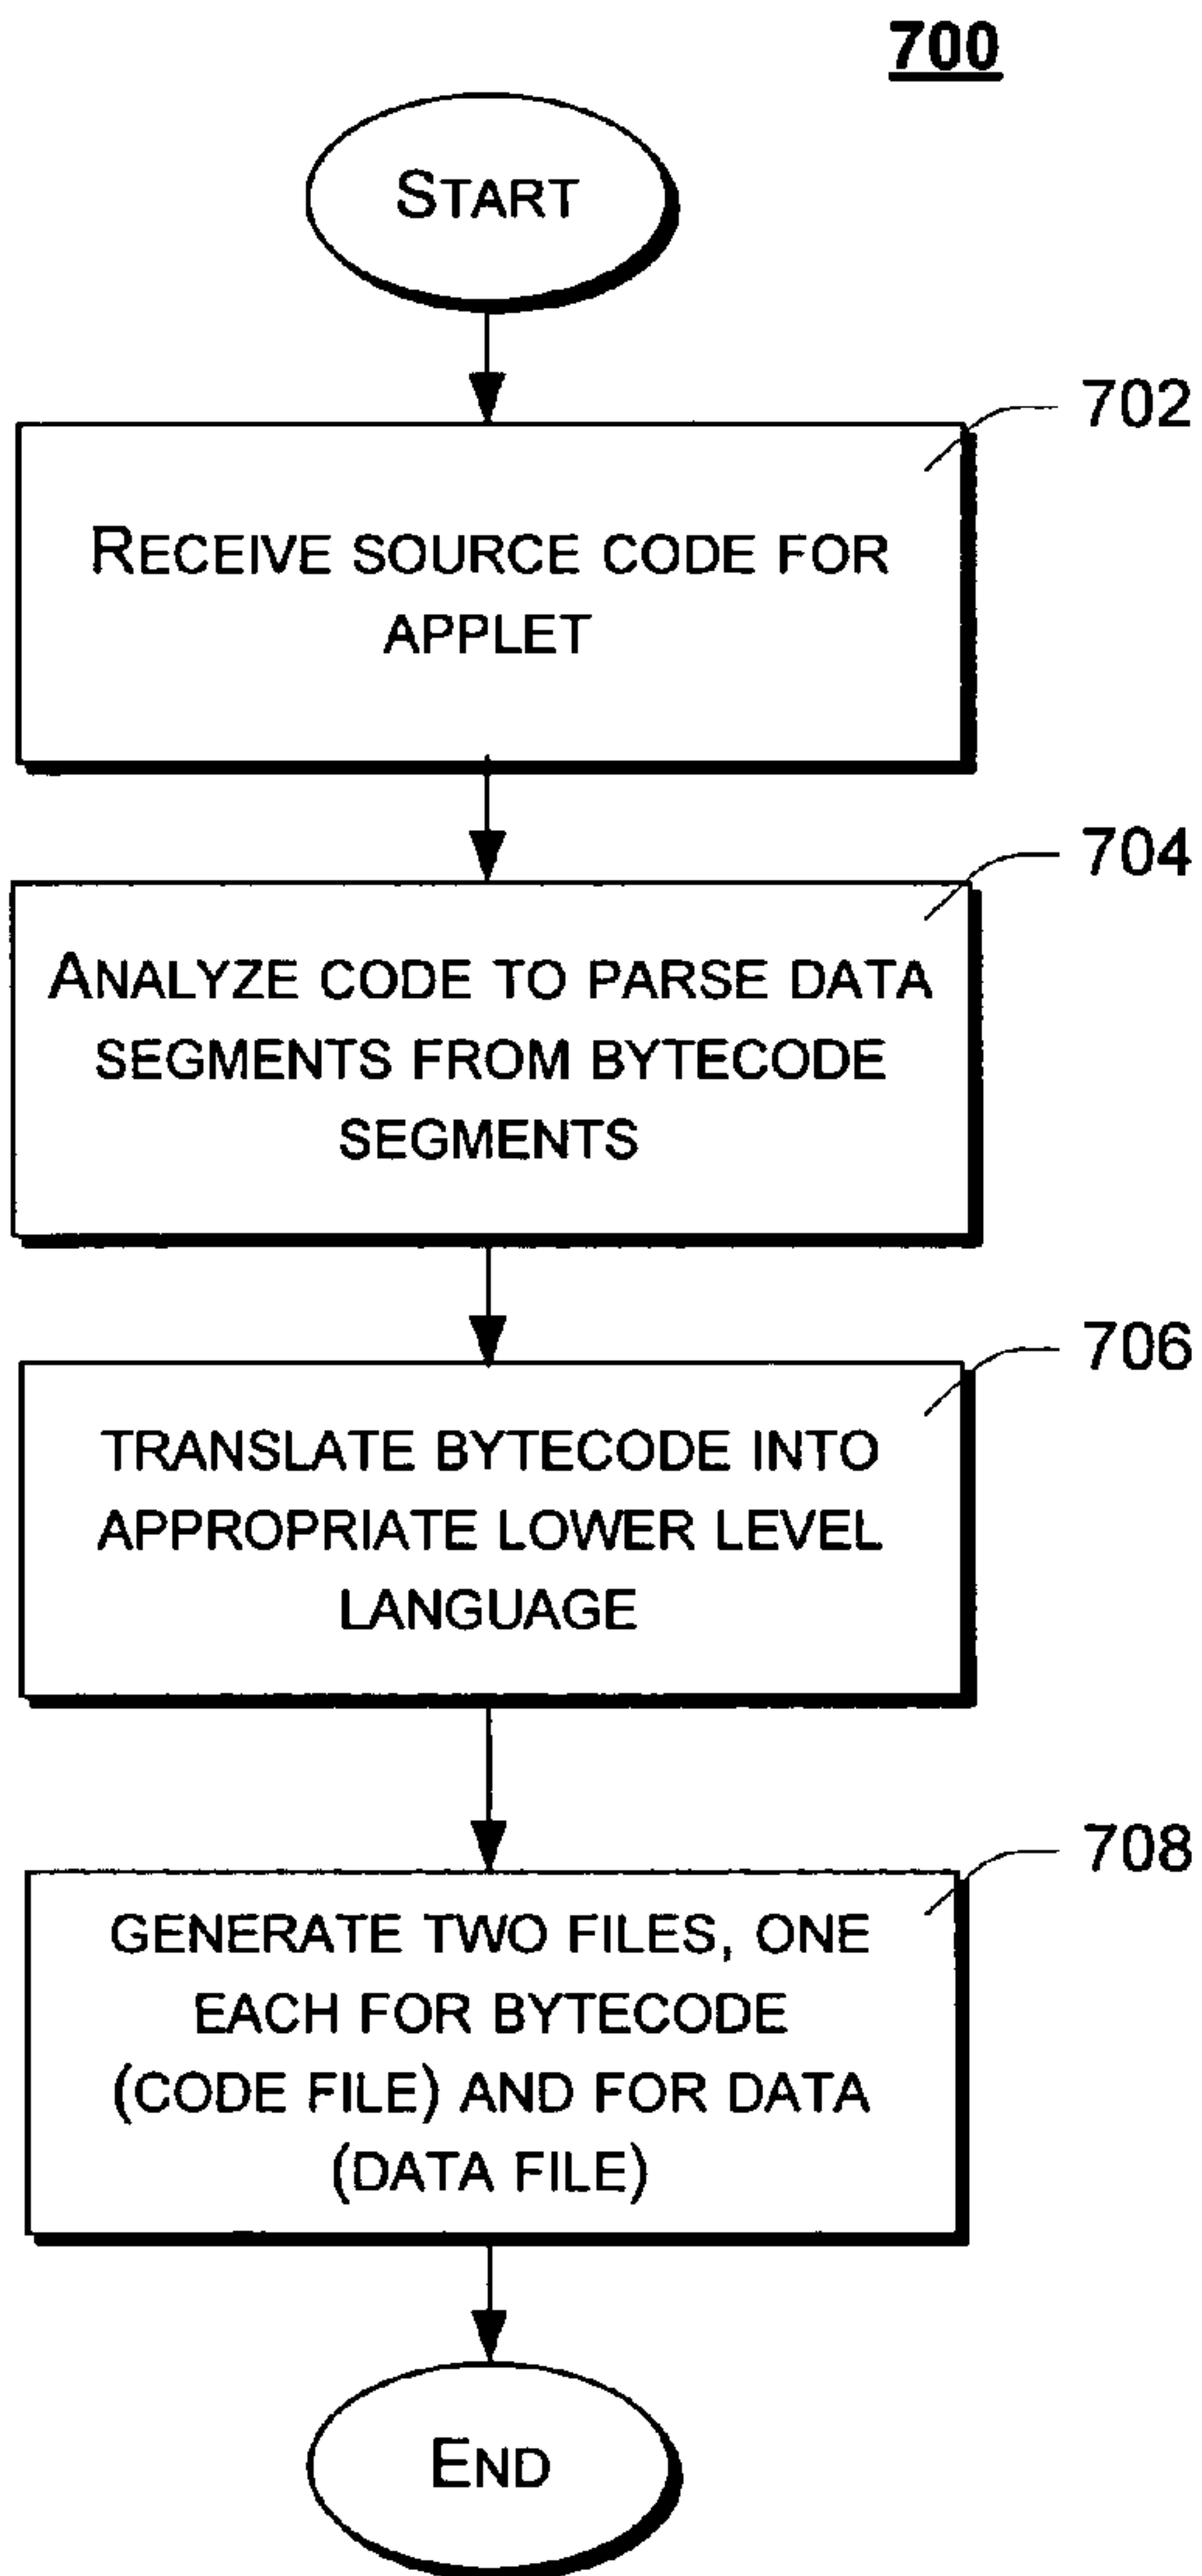 700
START
702
RECEIVE SOURCE CODE FOR
APPLET
704
ANALYZE CODE TO PARSE DATA
SEGMENTS FROM BYTECODE
SEGMENTS
706
TRANSLATE BYTECODE INTO
APPROPRIATE LOWER LEVEL
LANGUAGE
708
GENERATE TWO FILES, ONE
EACH FOR BYTECODE
(CODE FILE) AND FOR DATA
(DATA FILE)
END